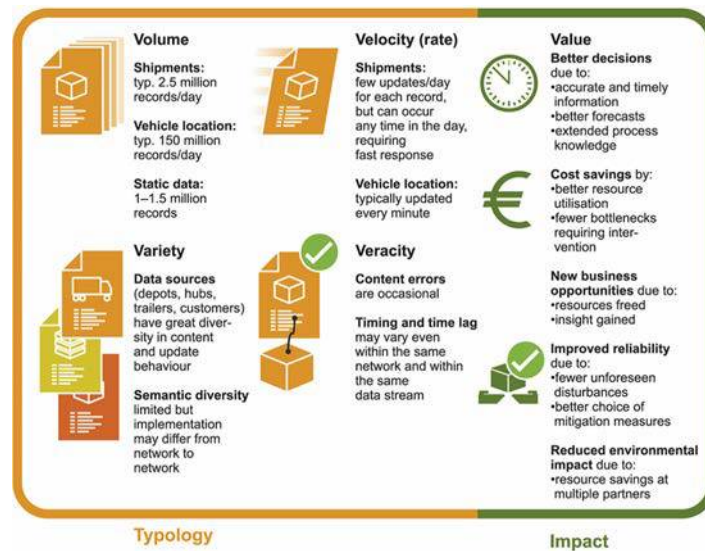 Volume
Shipments:
typ. 2.5 million
records/day
Vehicle location:
typ. 150 million
records/day
Static data:
1–1.5 million
records
Velocity (rate)
Shipments:
few updates/day
for each record,
but can occur
any time in the day,
requiring
fast response
Vehicle location:
typically updated
every minute
Variety
Data sources
(depots, hubs,
trailers, customers)
have great diver-
sity in content
and update
behaviour
Semantic diversity
limited but
implementation
may differ from
network to
network
Veracity
Content errors
are occasional
Timing and time lag
may vary even
within the same
network and within
the same
data stream
Value
Better decisions
due to:
•accurate and timely
information
•better forecasts
•extended process
knowledge
€
Cost savings by:
•better resource
utilisation
•fewer bottlenecks
requiring inter-
vention
New business
opportunities due to:
•resources freed
•insight gained
Improved reliability
due to:
•fewer unforeseen
disturbances
•better choice of
mitigation measures
Reduced environmental
impact due to:
•resource savings at
multiple partners
Typology
Impact